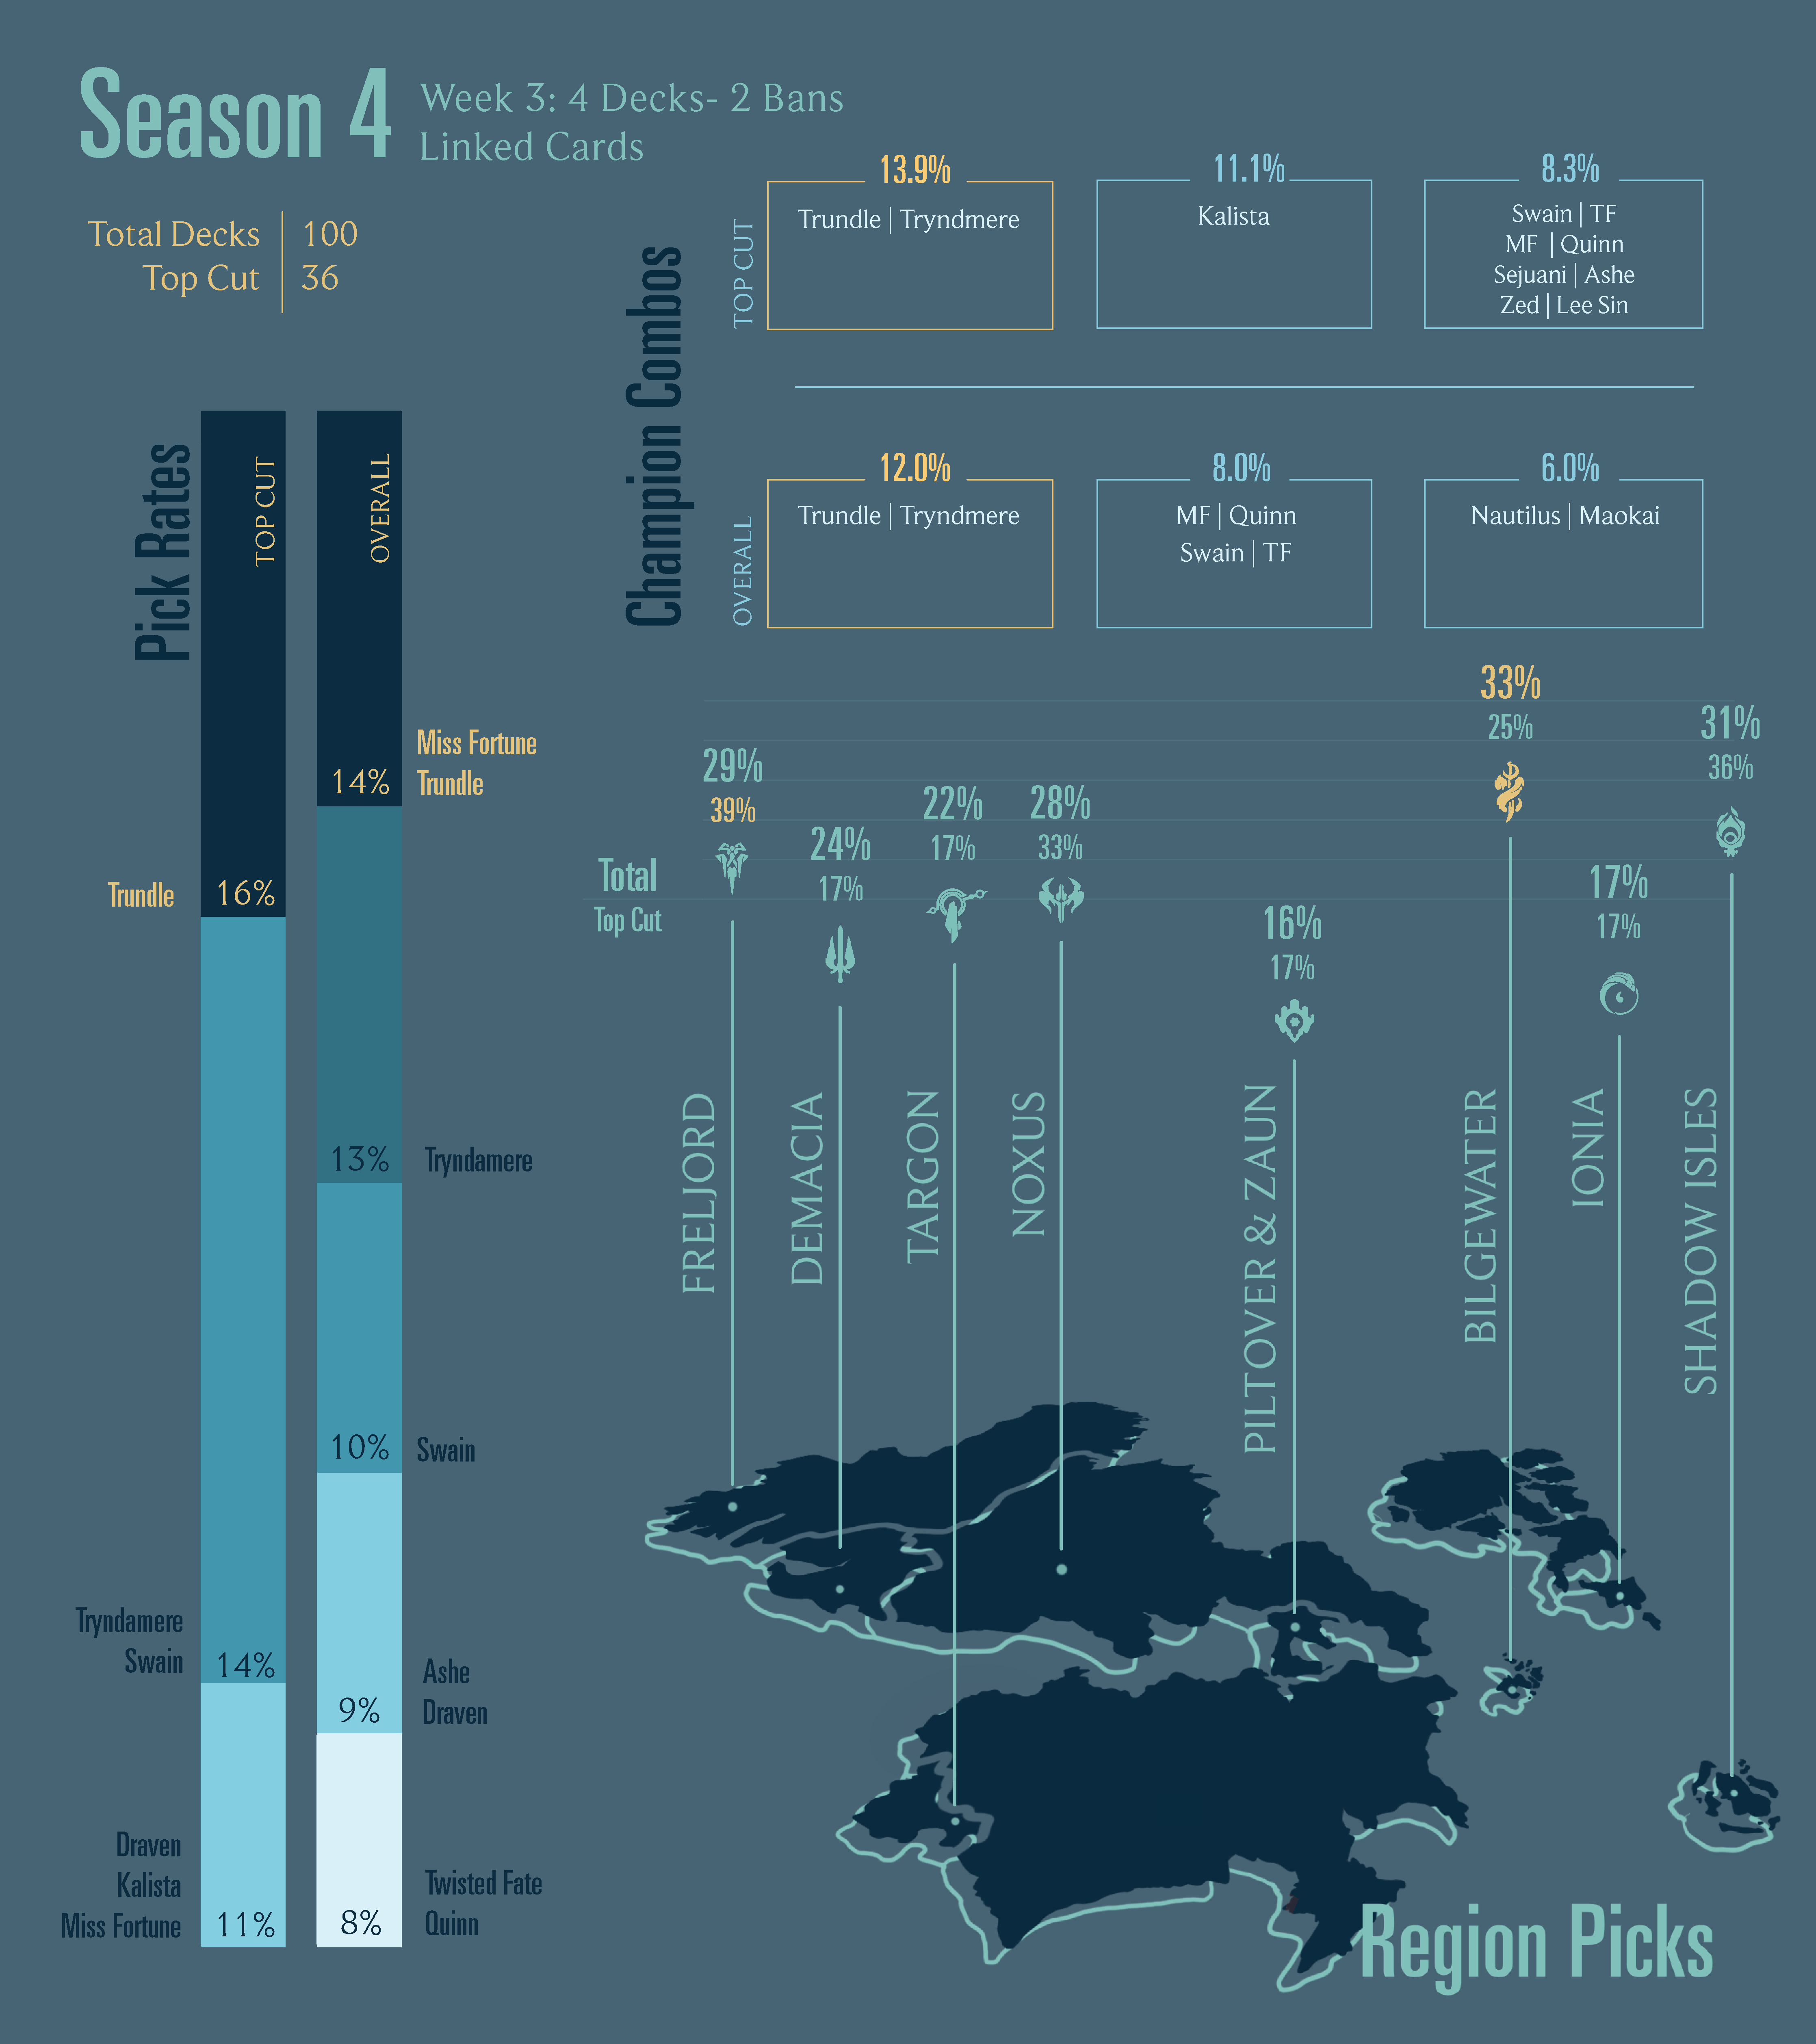 Season 4
Week 3: 4 Decks- 2 Bans
Linked Cards
Total Decks | 100
Top Cut | 36
Champion Combos
TOP CUT
13.9%
Trundle | Tryndmere
11.1%
Kalista
8.3%
Swain | TF
MF | Quinn
Sejuani | Ashe
Zed | Lee Sin
OVERALL
12.0%
Trundle | Tryndmere
8.0%
MF | Quinn
Swain | TF
6.0%
Nautilus | Maokai
Pick Rates
TOP CUT
Trundle
16%
Tryndamere
Swain
14%
Draven
Kalista
Miss Fortune
11%
OVERALL
Miss Fortune
Trundle
14%
Tryndamere
13%
Swain
10%
Ashe
Draven
9%
Twisted Fate
Quinn
8%
Total
Top Cut
29%
39%
FRELJORD
24%
17%
DEMACIA
22%
17%
TARGON
28%
33%
NOXUS
16%
17%
PILTOVER & ZAUN
33%
25%
BILGEWATER
17%
17%
IONIA
31%
36%
SHADOW ISLES
Region Picks